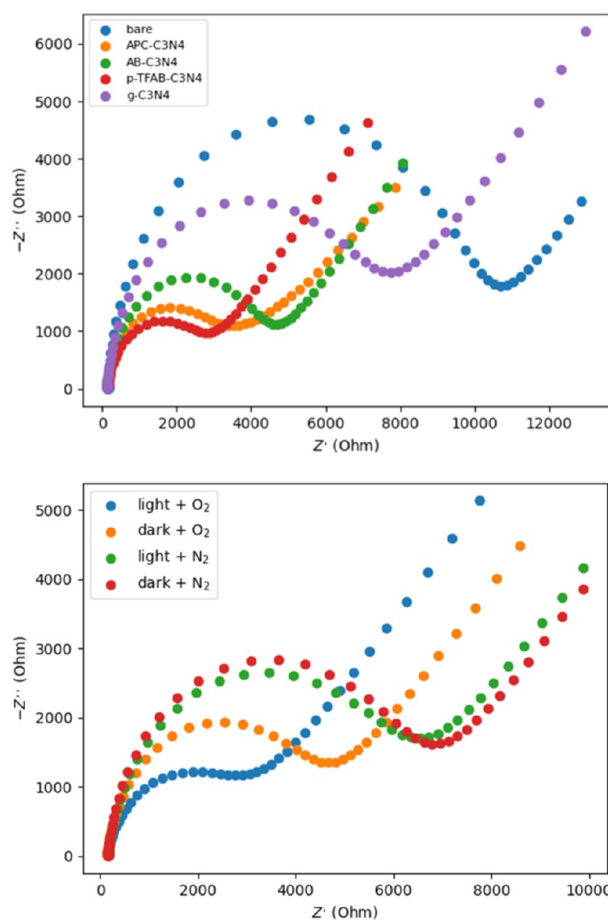 6000
5000
4000
3000
2000
1000
0
−Z'' (Ohm)
bare
APC-C3N4
AB-C3N4
p-TFAB-C3N4
g-C3N4
0 2000 4000 6000 8000 10000 12000
Z' (Ohm)
5000
4000
3000
2000
1000
0
−Z'' (Ohm)
light + O₂
dark + O₂
light + N₂
dark + N₂
0 2000 4000 6000 8000 10000
Z' (Ohm)